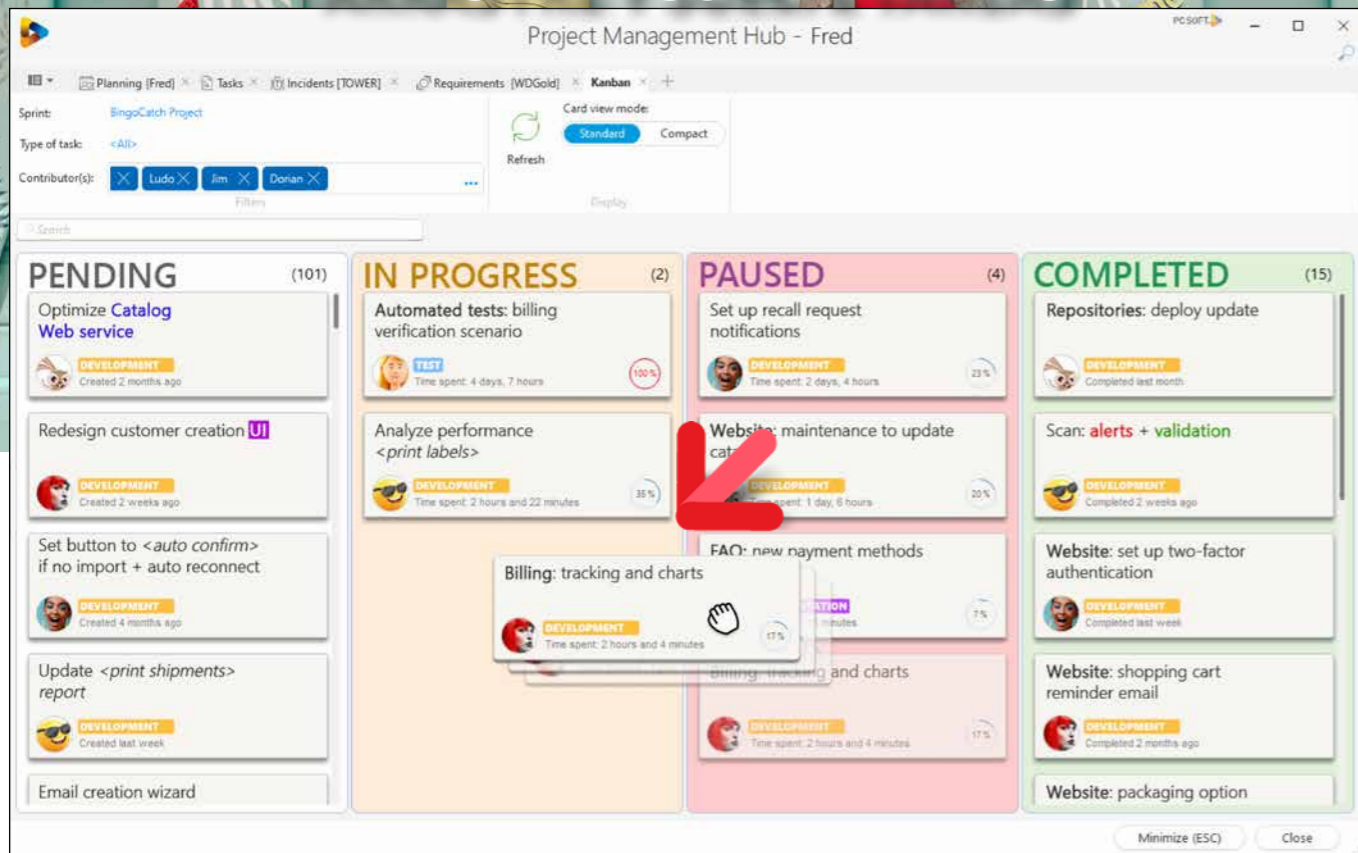 PC SOFT
Project Management Hub - Fred
Planning [Fred] Tasks Incidents [TOWER] Requirements [WDGold] Kanban
Sprint: BingoCatch Project
Type of task: <All>
Contributor(s): Ludo Jim Dorian ...
Filters
Refresh
Card view mode:
Standard Compact
Display
Search
PENDING (101)
Optimize Catalog
Web service
DEVELOPMENT
Created 2 months ago
Redesign customer creation UI
DEVELOPMENT
Created 2 weeks ago
Set button to <auto confirm>
if no import + auto reconnect
DEVELOPMENT
Created 4 months ago
Update <print shipments>
report
DEVELOPMENT
Created last week
Email creation wizard
IN PROGRESS (2)
Automated tests: billing
verification scenario
TEST
Time spent: 4 days, 7 hours
100 %
Analyze performance
<print labels>
DEVELOPMENT
Time spent: 2 hours and 22 minutes
35 %
Billing: tracking and charts
DEVELOPMENT
Time spent: 2 hours and 4 minutes
17 %
PAUSED (4)
Set up recall request
notifications
DEVELOPMENT
Time spent: 2 days, 4 hours
23 %
Website: maintenance to update
DEVELOPMENT
spent: 1 day, 6 hours
20 %
FAQ: new payment methods
minutes
7 %
Billing: tracking and charts
DEVELOPMENT
Time spent: 2 hours and 4 minutes
17 %
COMPLETED (15)
Repositories: deploy update
DEVELOPMENT
Completed last month
Scan: alerts + validation
DEVELOPMENT
Completed 2 weeks ago
Website: set up two-factor
authentication
DEVELOPMENT
Completed last week
Website: shopping cart
reminder email
DEVELOPMENT
Completed 2 months ago
Website: packaging option
Minimize (ESC) Close